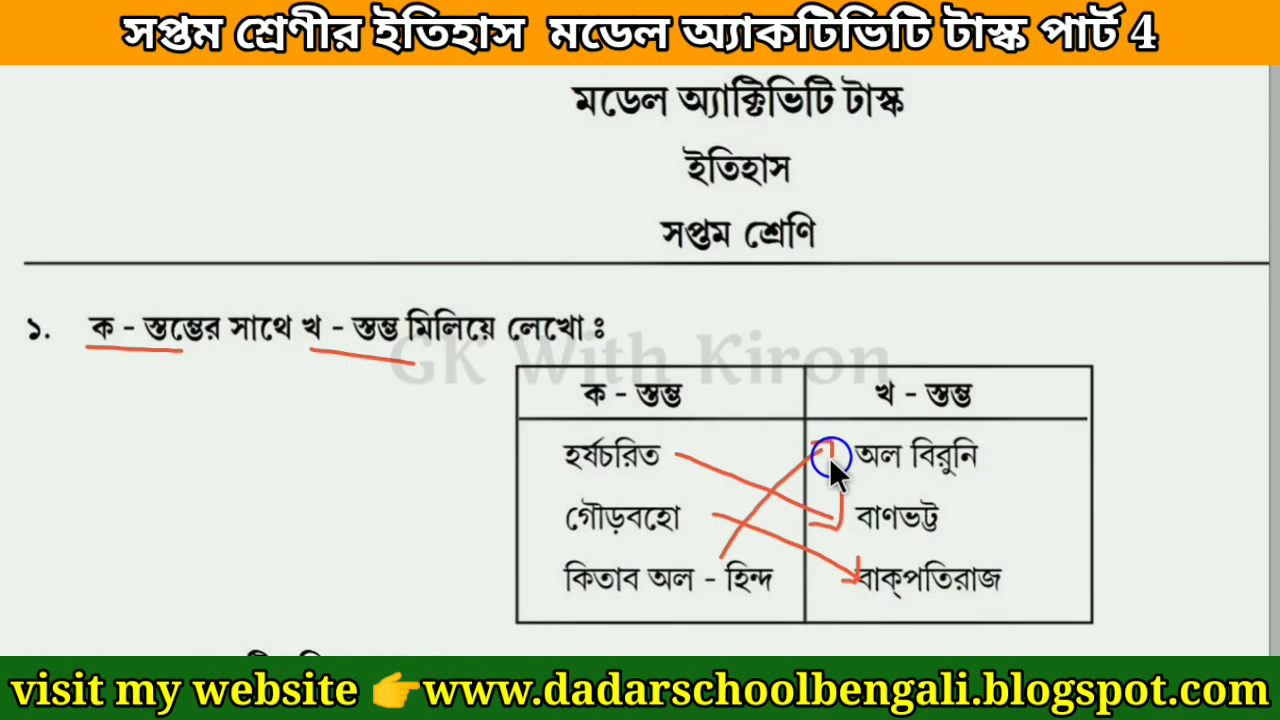 সপ্তম শ্রেণীর ইতিহাস মডেল অ্যাকটিভিটি টাস্ক পার্ট 4
মডেল অ্যাক্টিভিটি টাস্ক
ইতিহাস
সপ্তম শ্রেণি
১. ক - স্তম্ভের সাথে খ - স্তম্ভ মিলিয়ে লেখো ঃ
GK With Kiron
ক - স্তম্ভ খ - স্তম্ভ
হর্ষচরিত অল বিরুনি
গৌড়বহো বাণভট্ট
কিতাব অল - হিন্দ বাক্‌পতিরাজ
visit my website 👉www.dadarschoolbengali.blogspot.com